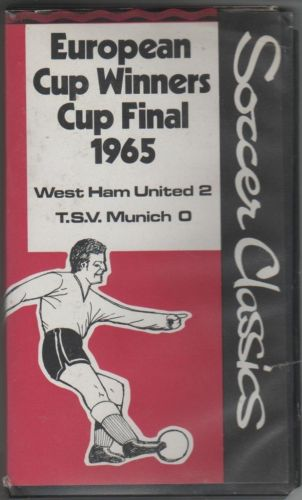 European
Cup Winners
Cup Final
1965
West Ham United 2
T.S.V. Munich 0
Soccer Classics